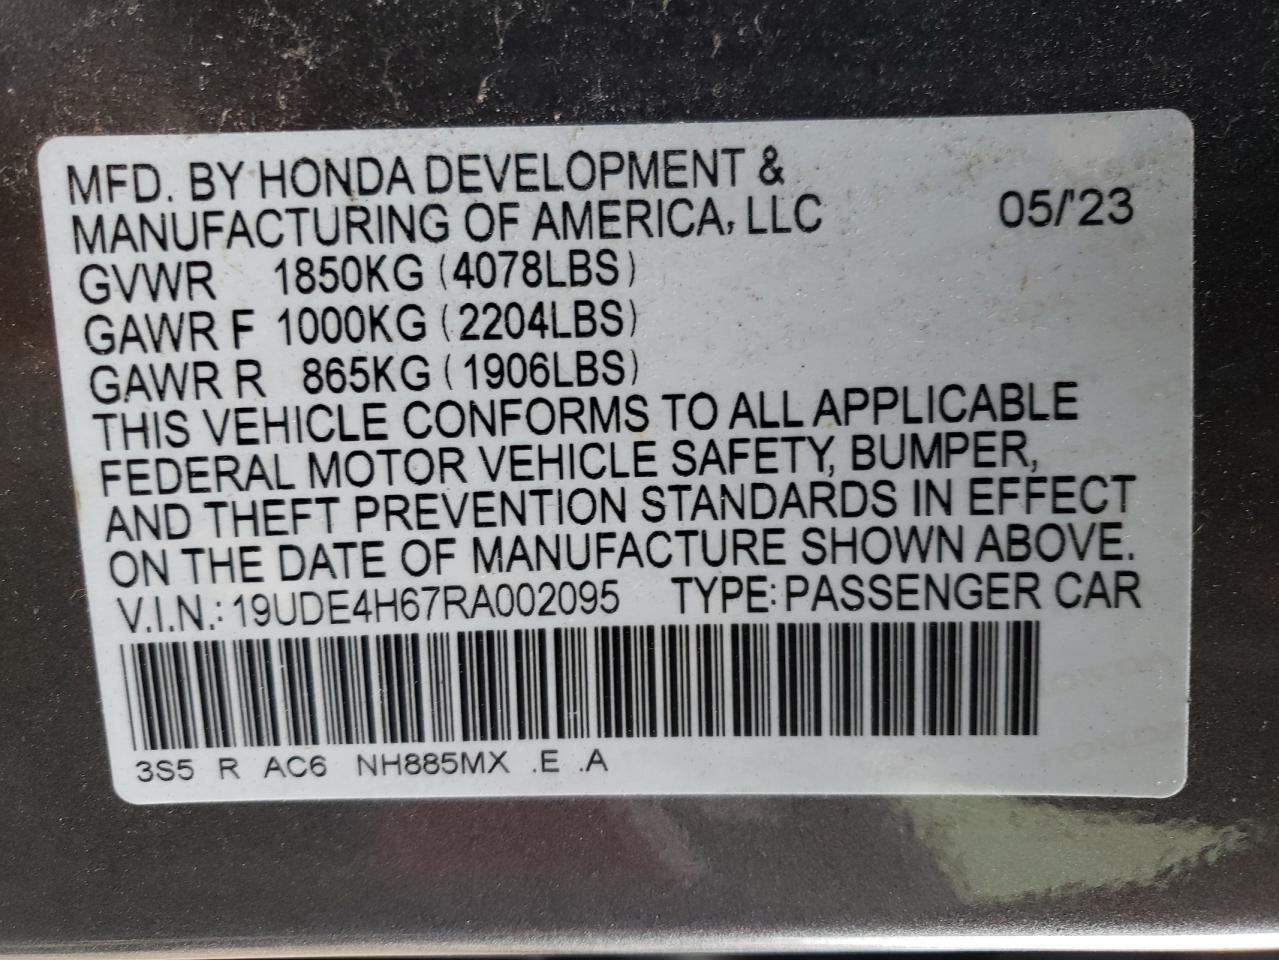 MFD. BY HONDA DEVELOPMENT &
MANUFACTURING OF AMERICA, LLC 05/'23
GVWR 1850KG (4078LBS)
GAWR F 1000KG (2204LBS)
GAWR R 865KG (1906LBS)
THIS VEHICLE CONFORMS TO ALL APPLICABLE
FEDERAL MOTOR VEHICLE SAFETY, BUMPER,
AND THEFT PREVENTION STANDARDS IN EFFECT
ON THE DATE OF MANUFACTURE SHOWN ABOVE.
V.I.N.: 19UDE4H67RA002095 TYPE: PASSENGER CAR
3S5 R AC6 NH885MX .E .A